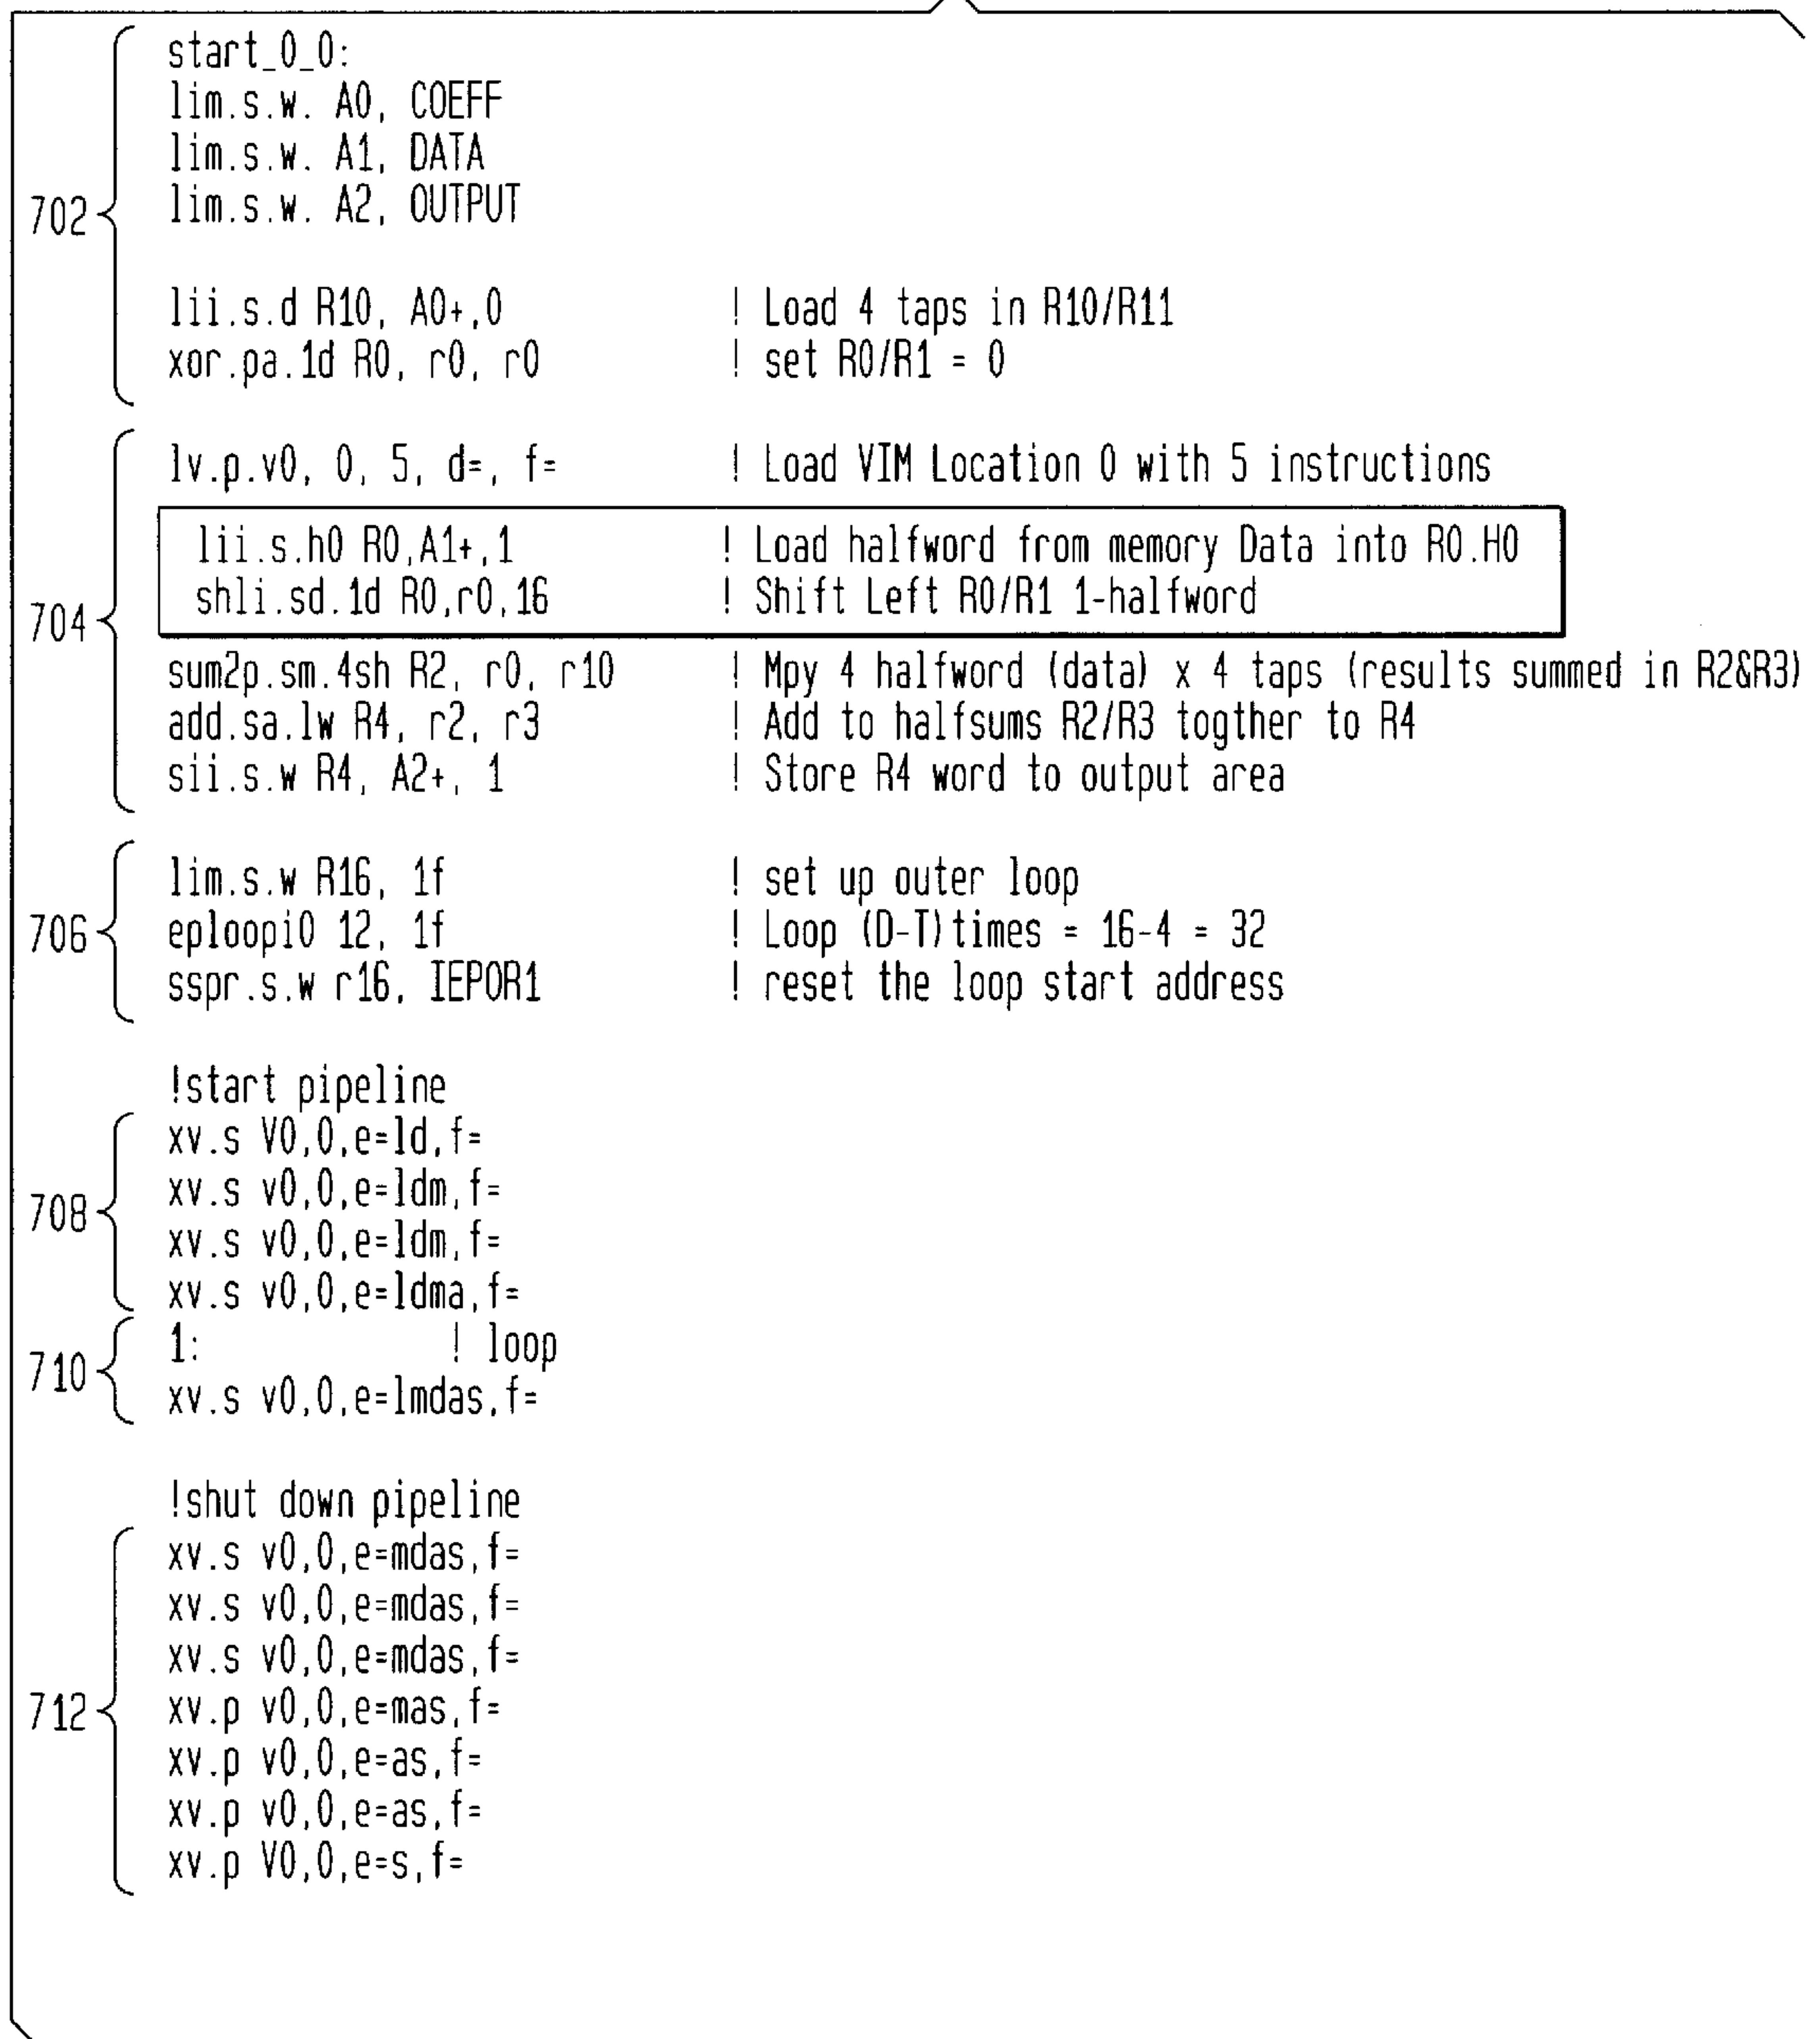 start_0_0:
lim.s.w. A0, COEFF
lim.s.w. A1, DATA
lim.s.w. A2, OUTPUT
702
lii.s.d R10, A0+,0 ! Load 4 taps in R10/R11
xor.pa.1d R0, r0, r0 ! set R0/R1 = 0
lv.p.v0, 0, 5, d=, f= ! Load VIM Location 0 with 5 instructions
lii.s.h0 R0,A1+,1 ! Load halfword from memory Data into R0.H0
shli.sd.1d R0,r0,16 ! Shift Left R0/R1 1-halfword
704
sum2p.sm.4sh R2, r0, r10 ! Mpy 4 halfword (data) x 4 taps (results summed in R2&R3)
add.sa.lw R4, r2, r3 ! Add to halfsums R2/R3 togther to R4
sii.s.w R4, A2+, 1 ! Store R4 word to output area
lim.s.w R16, 1f ! set up outer loop
706 eploopi0 12, 1f ! Loop (D-T)times = 16-4 = 32
sspr.s.w r16, IEPOR1 ! reset the loop start address
!start pipeline
xv.s V0,0,e=ld,f=
xv.s v0,0,e=ldm,f=
708
xv.s v0,0,e=ldm,f=
xv.s v0,0,e=ldma,f=
1: ! loop
710
xv.s v0,0,e=lmdas,f=
!shut down pipeline
xv.s v0,0,e=mdas,f=
xv.s v0,0,e=mdas,f=
xv.s v0,0,e=mdas,f=
712 xv.p v0,0,e=mas,f=
xv.p v0,0,e=as,f=
xv.p v0,0,e=as,f=
xv.p V0,0,e=s,f=